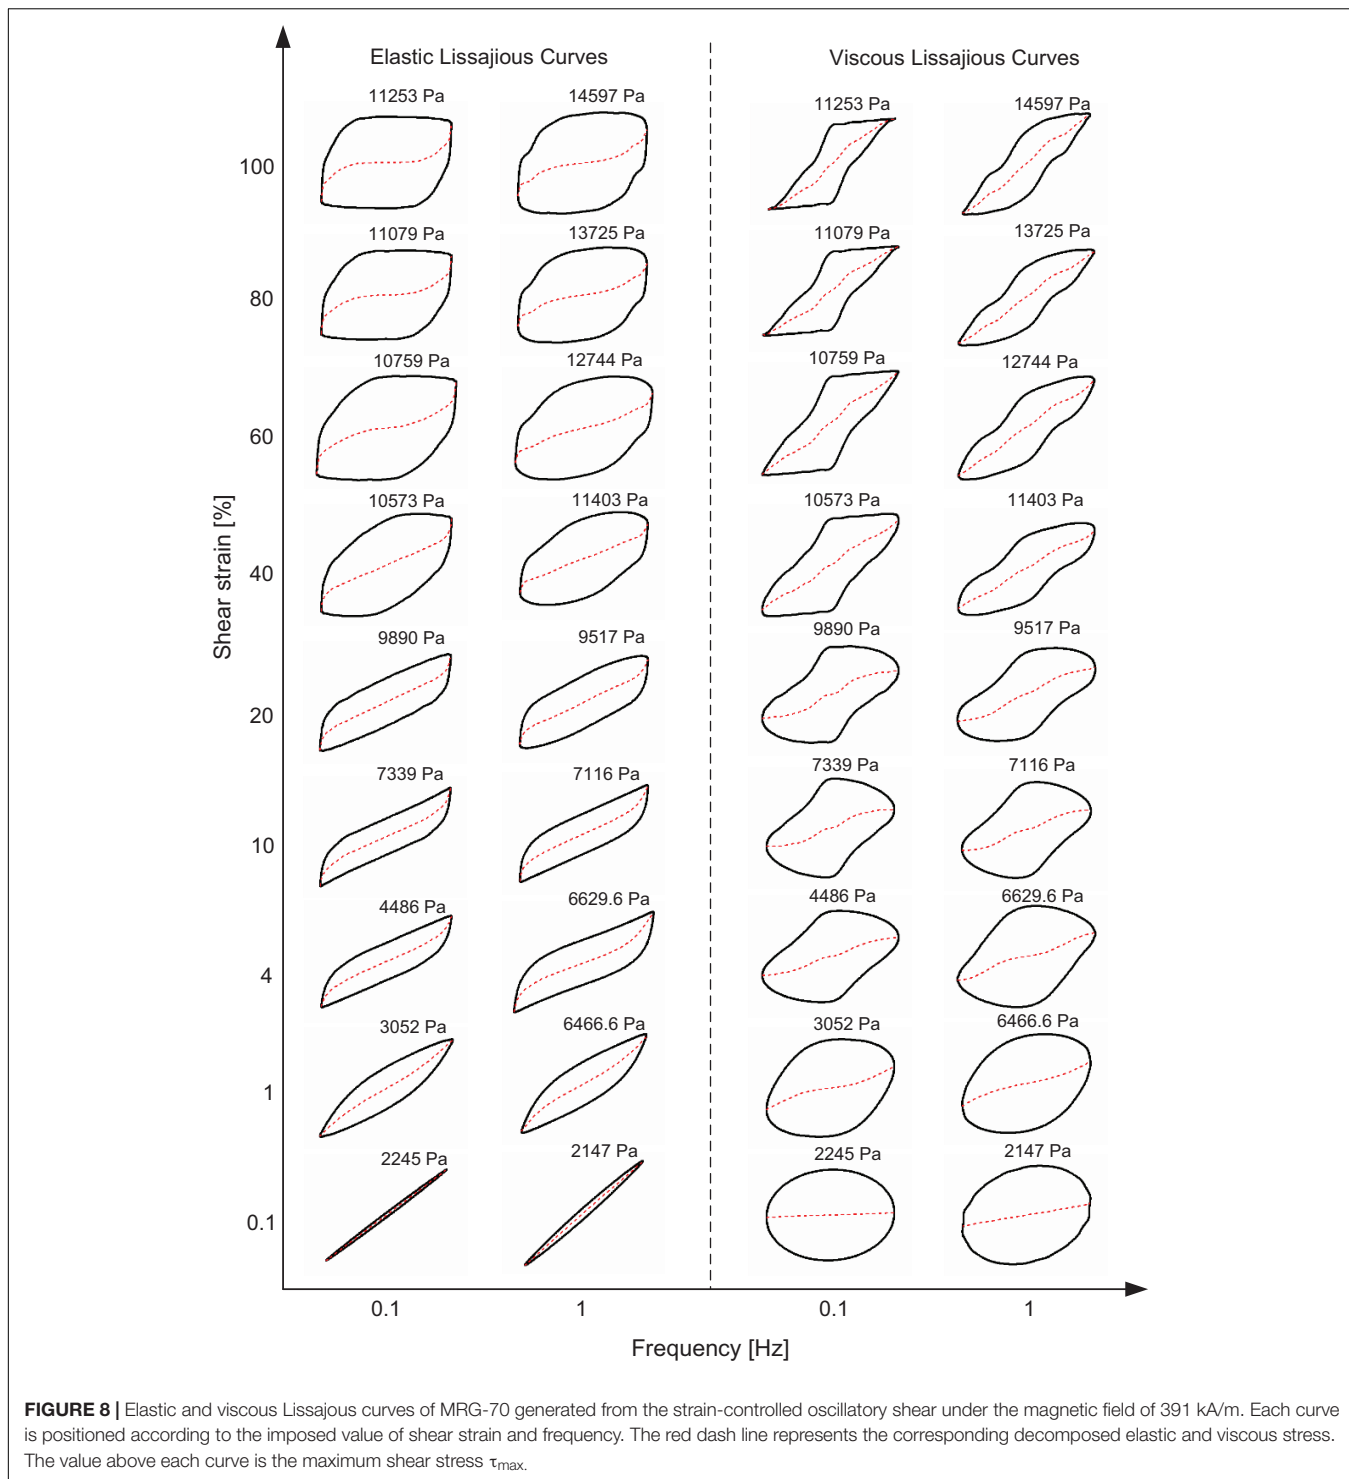 Elastic Lissajious Curves
Viscous Lissajious Curves
11253 Pa
14597 Pa
11253 Pa
14597 Pa
100
11079 Pa
13725 Pa
11079 Pa
13725 Pa
80
10759 Pa
12744 Pa
10759 Pa
12744 Pa
60
10573 Pa
11403 Pa
10573 Pa
11403 Pa
Shear strain [%]
40
9890 Pa
9517 Pa
9890 Pa
9517 Pa
20
7339 Pa
7116 Pa
7339 Pa
7116 Pa
10
4486 Pa
6629.6 Pa
4486 Pa
6629.6 Pa
4
3052 Pa
6466.6 Pa
3052 Pa
6466.6 Pa
1
2245 Pa
2147 Pa
2245 Pa
2147 Pa
0.1
0.1
1
0.1
1
Frequency [Hz]
FIGURE 8 | Elastic and viscous Lissajous curves of MRG-70 generated from the strain-controlled oscillatory shear under the magnetic field of 391 kA/m. Each curve
is positioned according to the imposed value of shear strain and frequency. The red dash line represents the corresponding decomposed elastic and viscous stress.
The value above each curve is the maximum shear stress τmax.